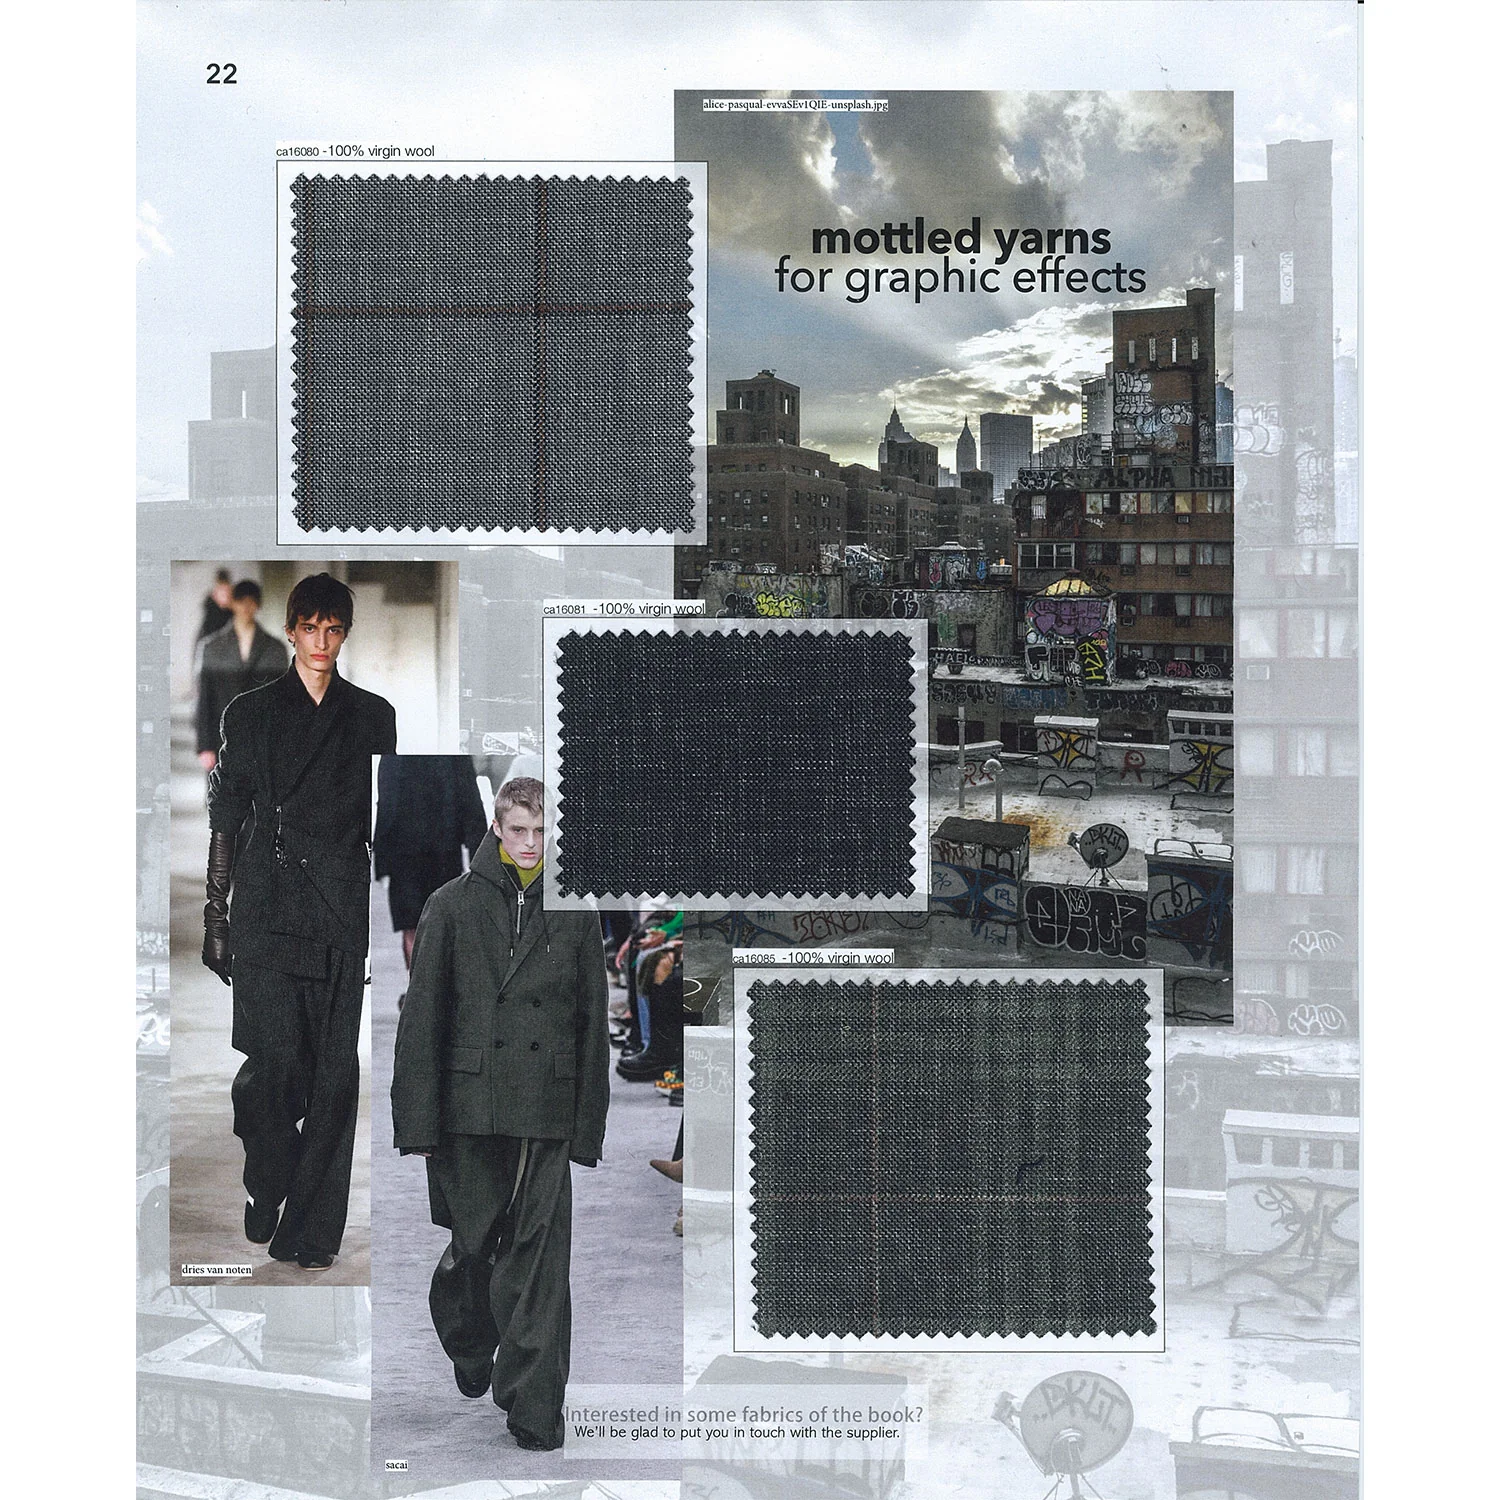 22
alice-pasqual-evvaSEv1QIE-unsplash.jpg
ca16080 -100% virgin wool
mottled yarns
for graphic effects
ALPHA
ca16081 -100% virgin wool
ca16085 -100% virgin wool
dries van noten
Interested in some fabrics of the book?
We'll be glad to put you in touch with the supplier.
sacai